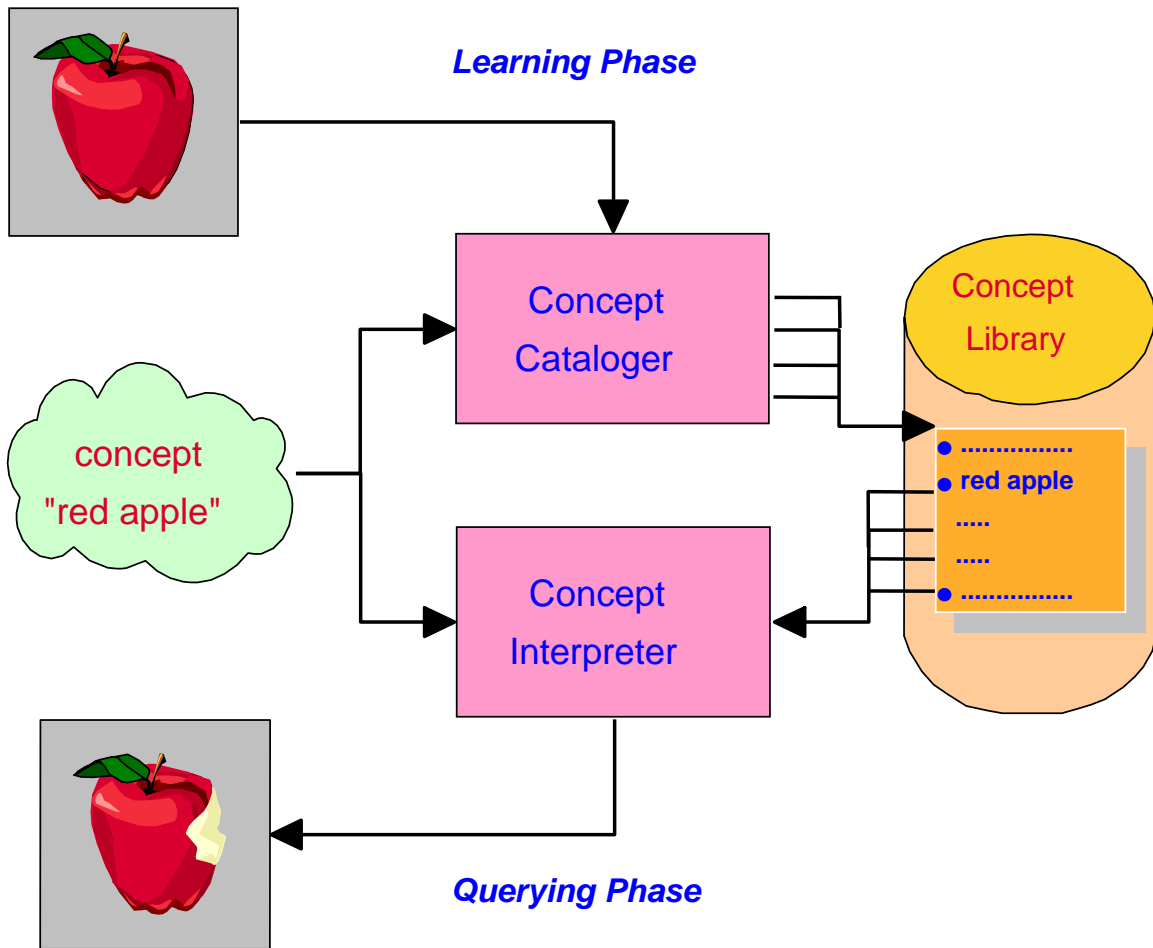 Learning Phase
Concept
Cataloger
Concept
Library
concept
"red apple"
● ................
● red apple
.....
.....
● ................
Concept
Interpreter
Querying Phase